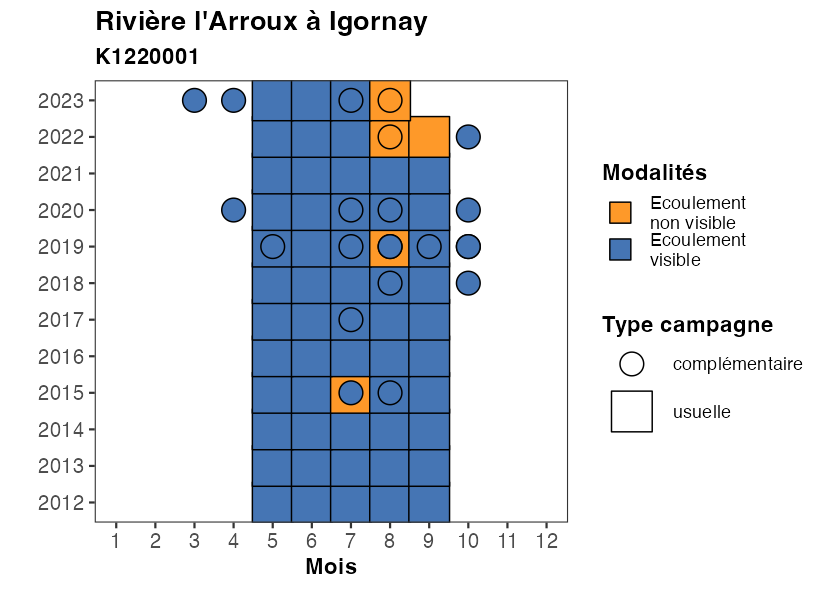 Rivière l'Arroux à Igornay
K1220001
2023
2022
2021
2020
2019
2018
2017
2016
2015
2014
2013
2012
1 2 3 4 5 6 7 8 9 10 11 12
Mois
Modalités
Ecoulement
non visible
Ecoulement
visible
Type campagne
complémentaire
usuelle